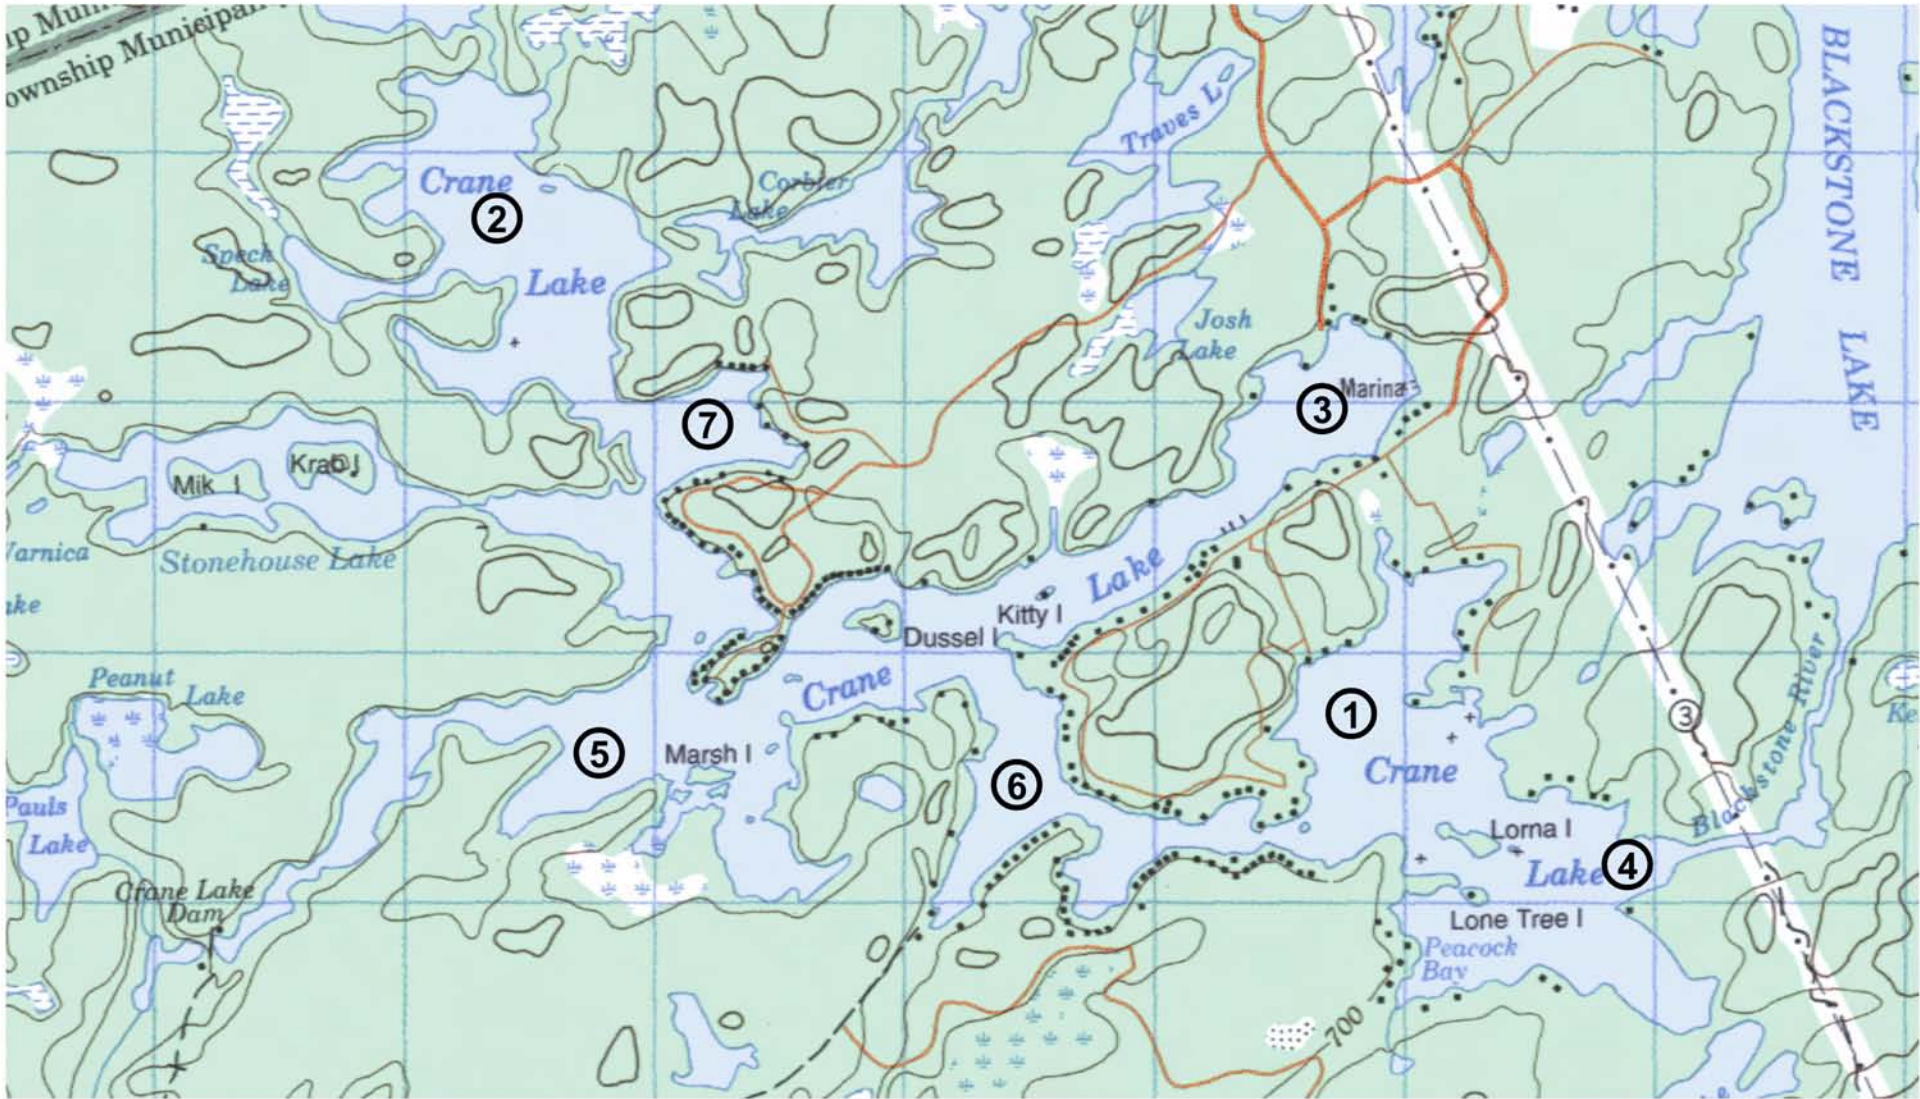 ownship Municipal
BLACKSTONE LAKE
Traves L
Crane
2
Lake
Corbier
Lake
Speck
Lake
Josh
Lake
Marina
3
7
Mik I
Krab I
Stonehouse Lake
Lake
Kitty I
Dussel I
Peanut
Lake
Crane
1
Crane
3
Blackstone River
5
Marsh I
6
Pauls
Lake
Lorna I
Lake
4
Crane Lake
Dam
Lone Tree I
Peacock
Bay
700